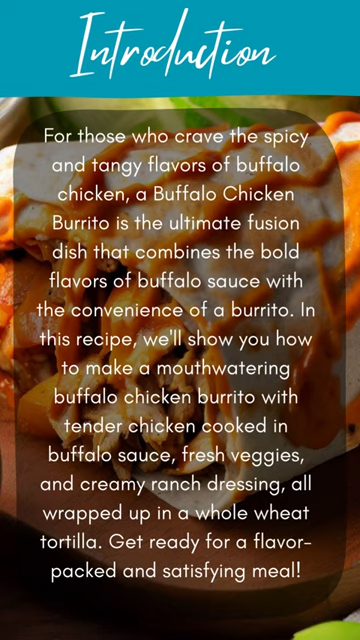 Introduction
For those who crave the spicy
and tangy flavors of buffalo
chicken, a Buffalo Chicken
Burrito is the ultimate fusion
dish that combines the bold
flavors of buffalo sauce with
the convenience of a burrito. In
this recipe, we'll show you how
to make a mouthwatering
buffalo chicken burrito with
tender chicken cooked in
buffalo sauce, fresh veggies,
and creamy ranch dressing, all
wrapped up in a whole wheat
tortilla. Get ready for a flavor-
packed and satisfying meal!